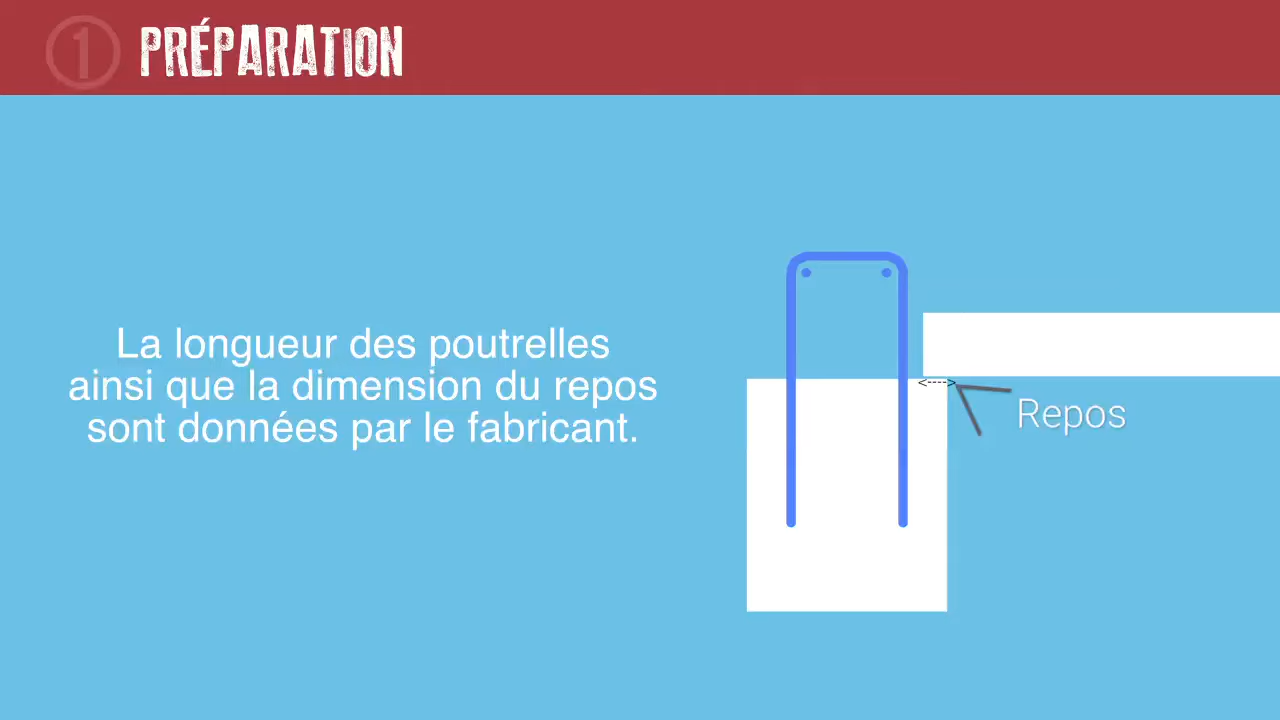 ① PRÉPARATION
La longueur des poutrelles
ainsi que la dimension du repos
sont données par le fabricant.
<---->
Repos